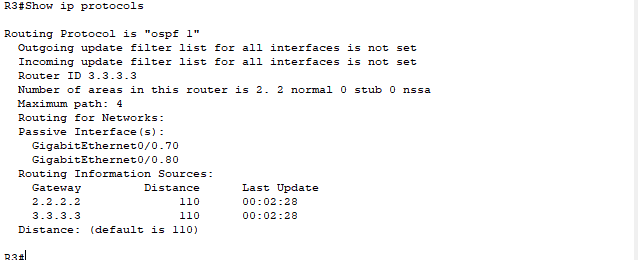 R3#Show ip protocols
Routing Protocol is "ospf 1"
Outgoing update filter list for all interfaces is not set
Incoming update filter list for all interfaces is not set
Router ID 3.3.3.3
Number of areas in this router is 2. 2 normal 0 stub 0 nssa
Maximum path: 4
Routing for Networks:
Passive Interface(s):
GigabitEthernet0/0.70
GigabitEthernet0/0.80
Routing Information Sources:
Gateway Distance Last Update
2.2.2.2 110 00:02:28
3.3.3.3 110 00:02:28
Distance: (default is 110)
R3#